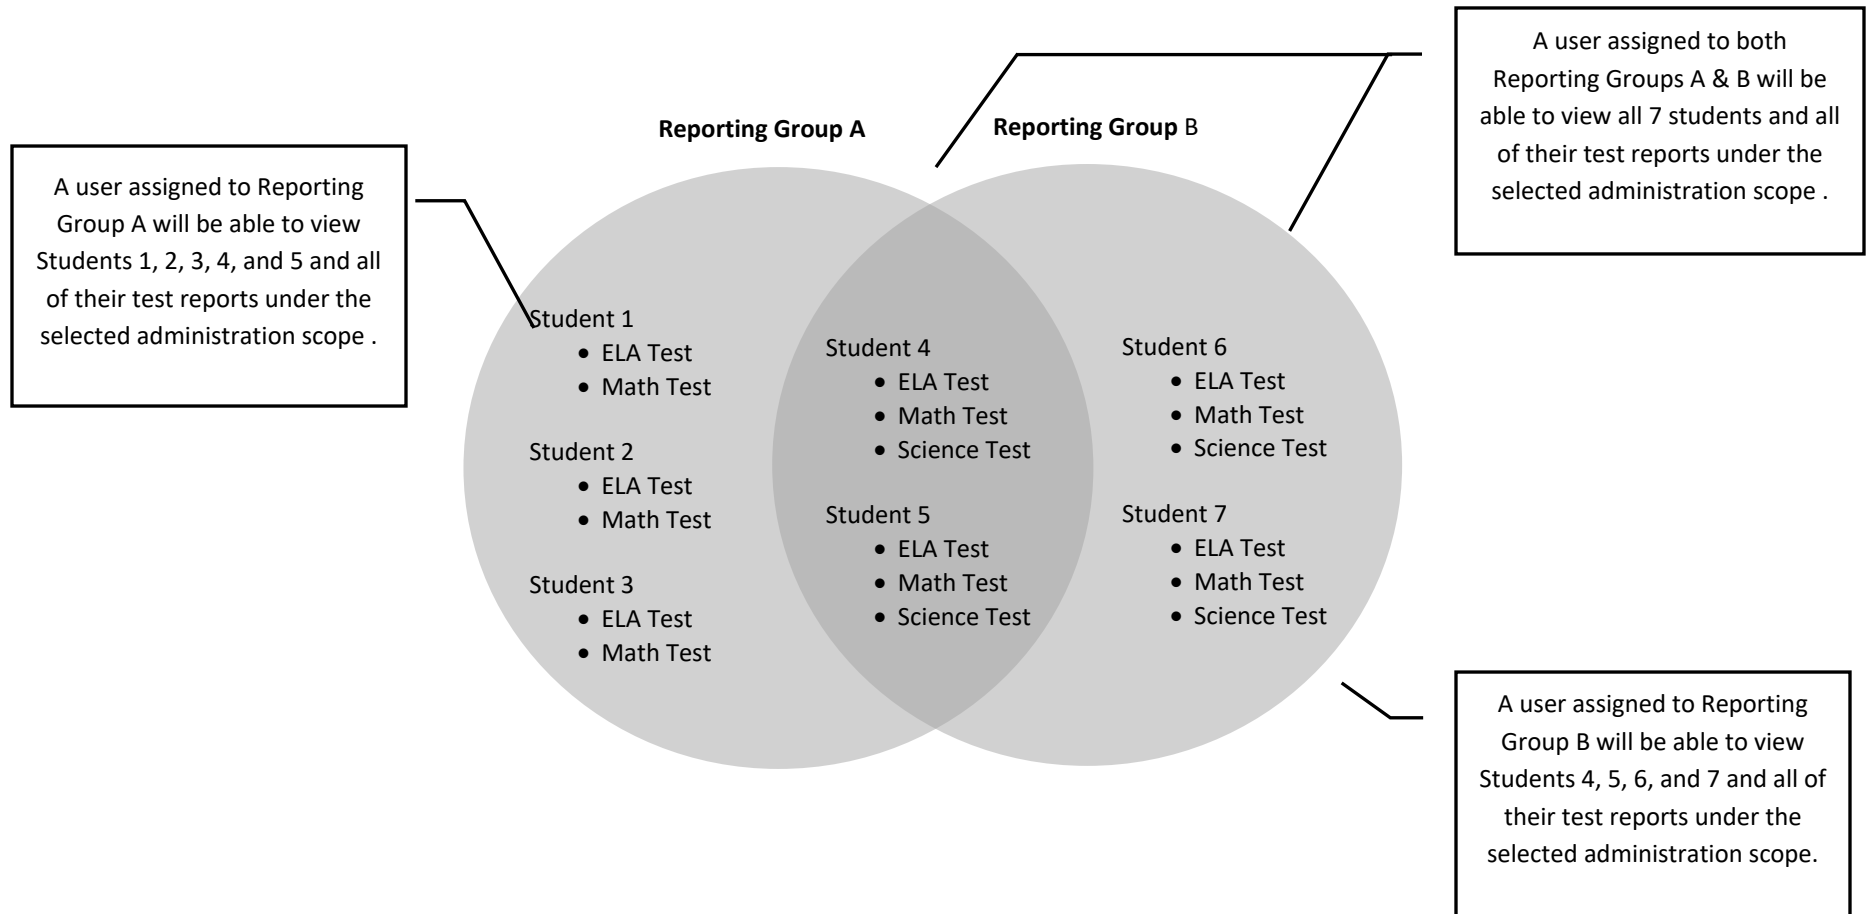 A user assigned to both
Reporting Groups A & B will be
able to view all 7 students and all
of their test reports under the
selected administration scope .
Reporting Group A
Reporting Group B
A user assigned to Reporting
Group A will be able to view
Students 1, 2, 3, 4, and 5 and all
of their test reports under the
selected administration scope .
Student 1
• ELA Test
• Math Test
Student 2
• ELA Test
• Math Test
Student 3
• ELA Test
• Math Test
Student 4
• ELA Test
• Math Test
• Science Test
Student 5
• ELA Test
• Math Test
• Science Test
Student 6
• ELA Test
• Math Test
• Science Test
Student 7
• ELA Test
• Math Test
• Science Test
A user assigned to Reporting
Group B will be able to view
Students 4, 5, 6, and 7 and all of
their test reports under the
selected administration scope.